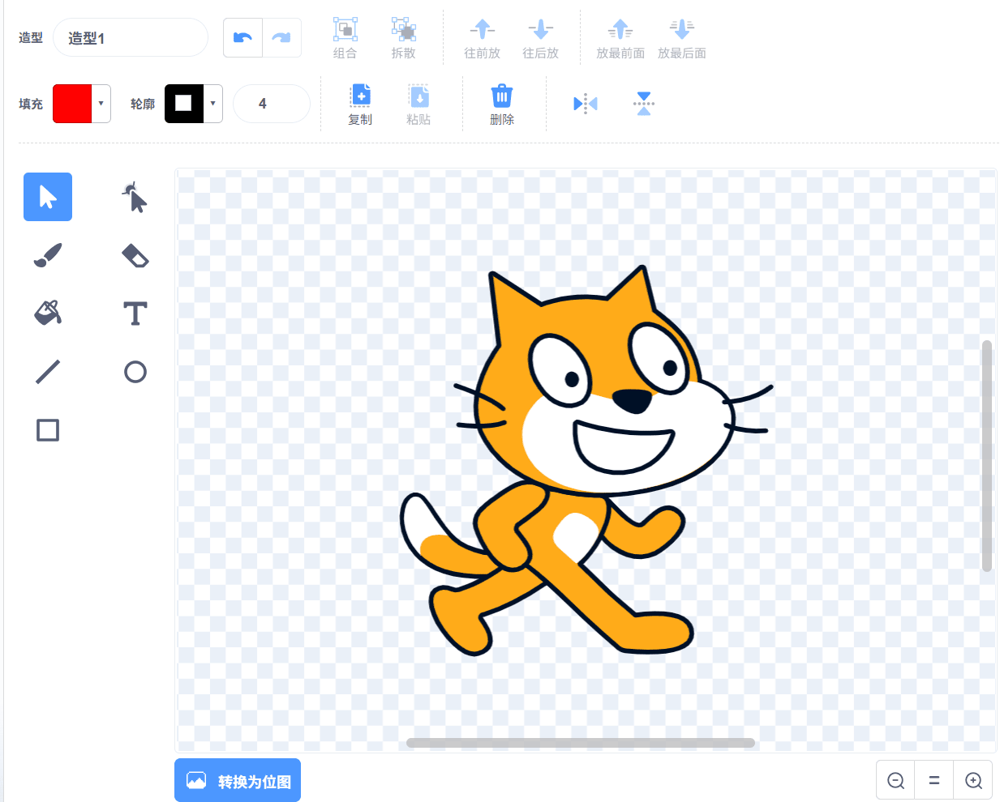 造型 造型1
组合 拆散 往前放 往后放 放最前面 放最后面
填充 轮廓 4
复制 粘贴 删除
转换为位图